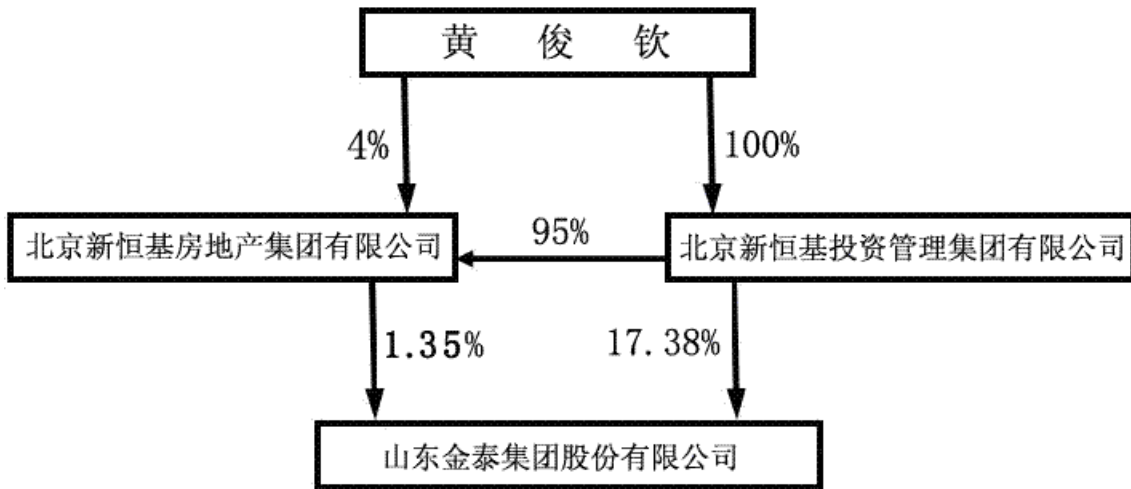 黄 俊 钦
4%
100%
北京新恒基房地产集团有限公司
95%
北京新恒基投资管理集团有限公司
1.35%
17.38%
山东金泰集团股份有限公司